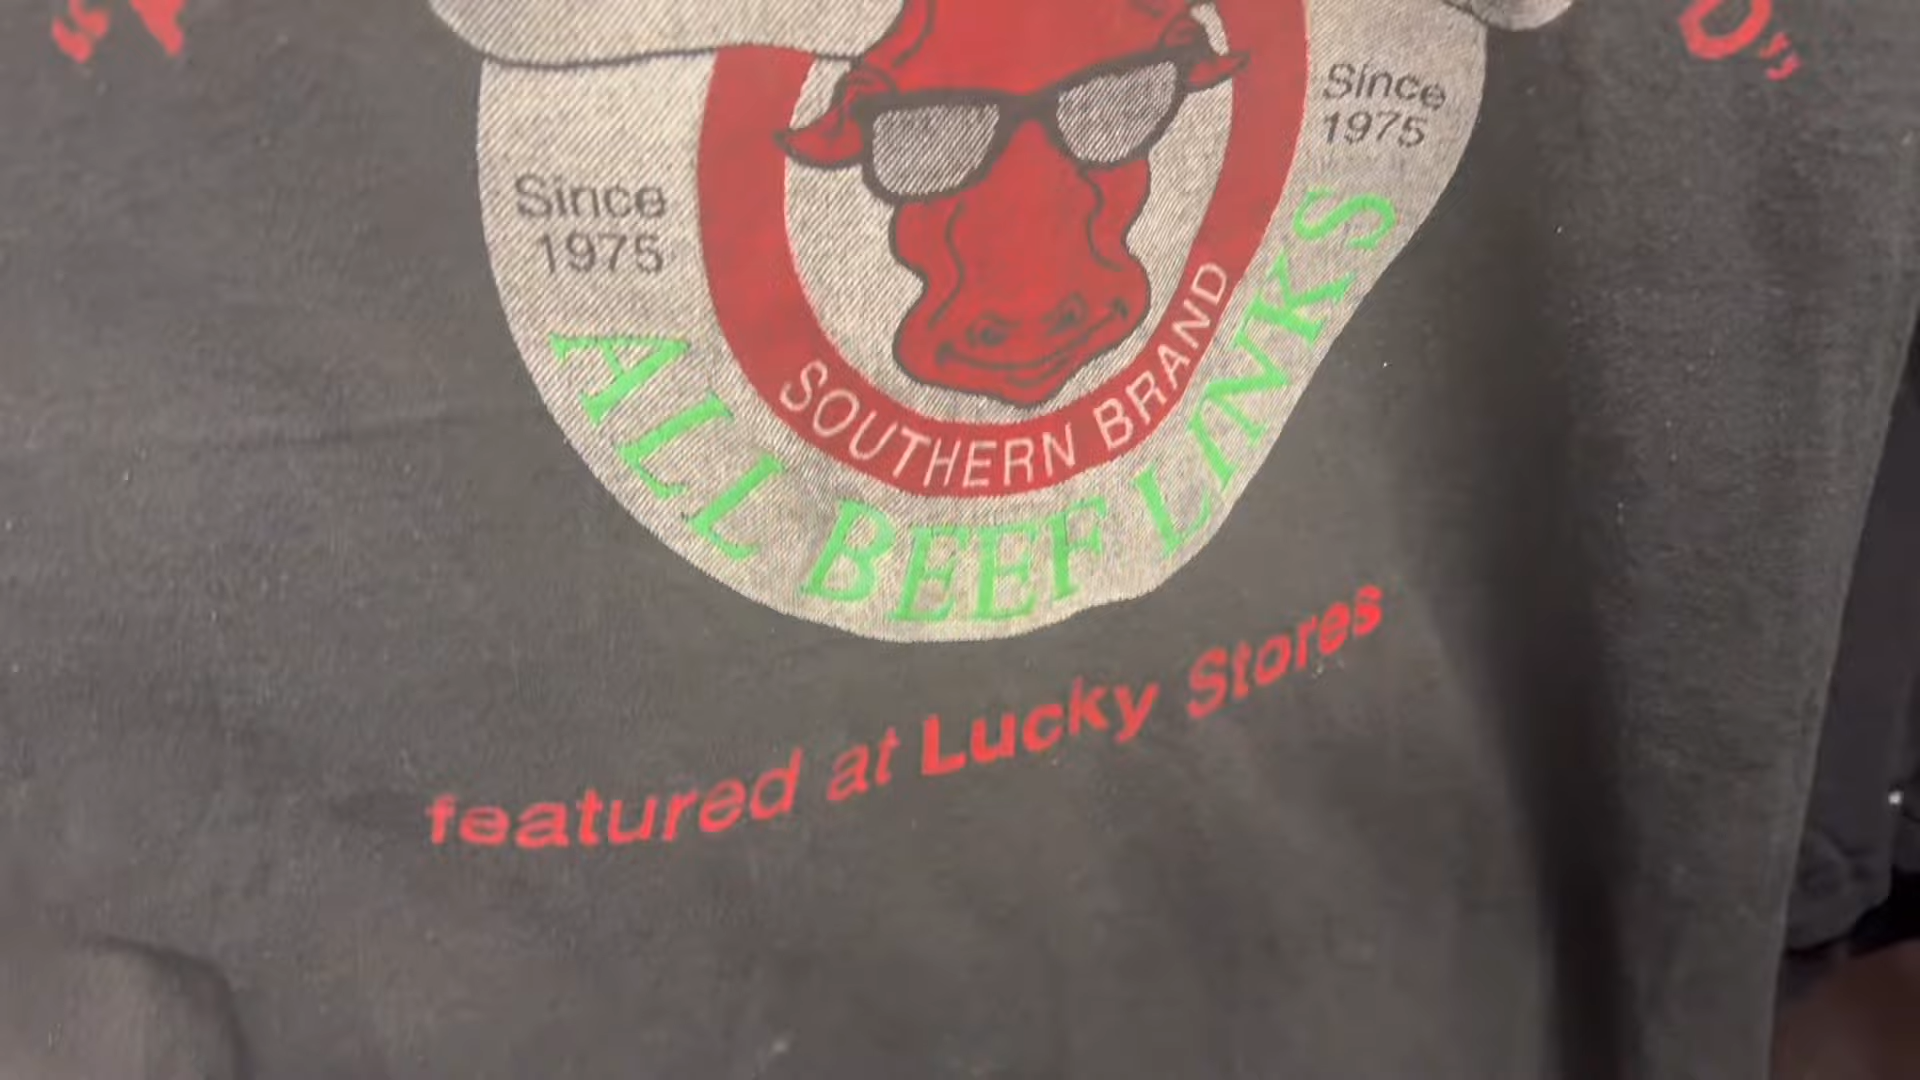 Since
1975
Since
1975
SOUTHERN BRAND
ALL BEEF LINKS
featured at Lucky Stores